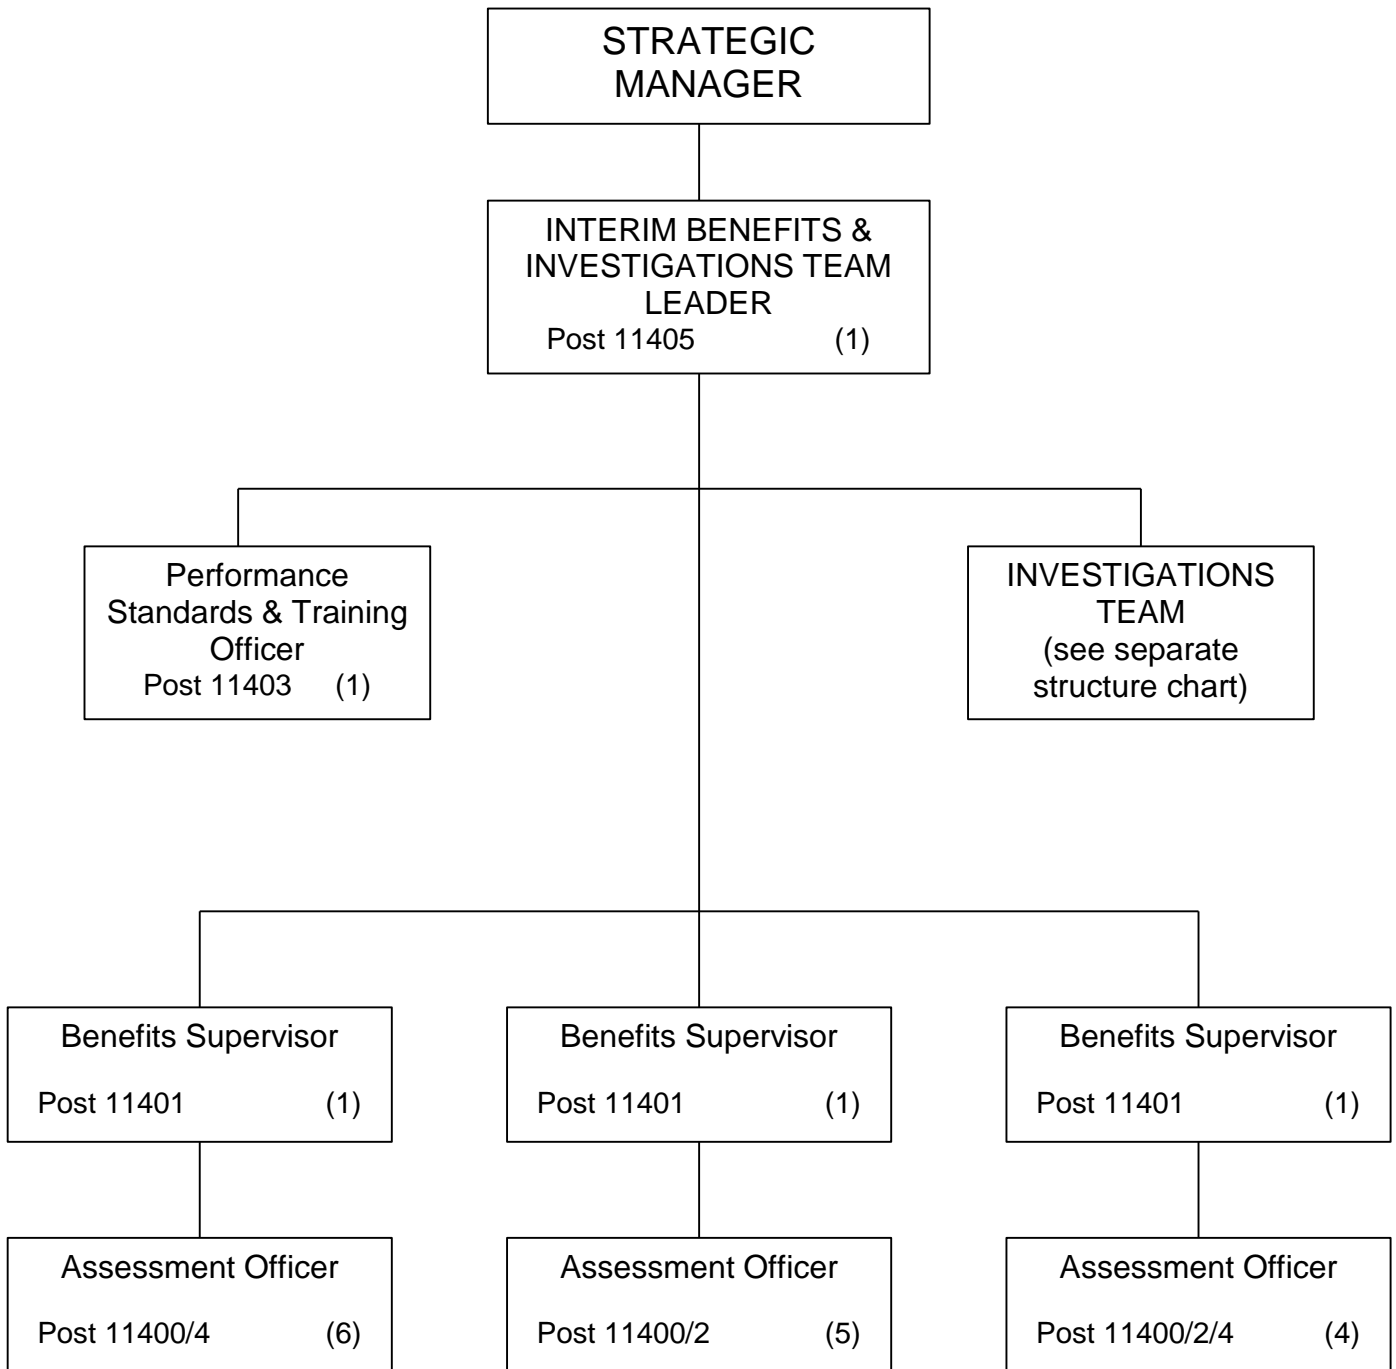 STRATEGIC
MANAGER
INTERIM BENEFITS &
INVESTIGATIONS TEAM
LEADER
Post 11405 (1)
Performance
Standards & Training
Officer
Post 11403 (1)
INVESTIGATIONS
TEAM
(see separate
structure chart)
Benefits Supervisor
Post 11401 (1)
Benefits Supervisor
Post 11401 (1)
Benefits Supervisor
Post 11401 (1)
Assessment Officer
Post 11400/4 (6)
Assessment Officer
Post 11400/2 (5)
Assessment Officer
Post 11400/2/4 (4)